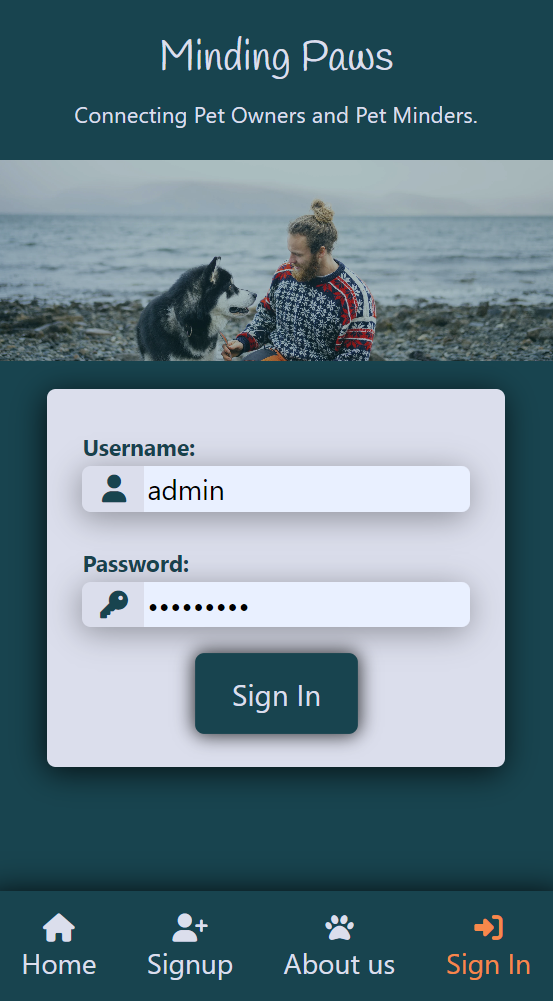 Minding Paws
Connecting Pet Owners and Pet Minders.
Username:
admin
Password:
•••••••••
Sign In
Home
Signup
About us
Sign In